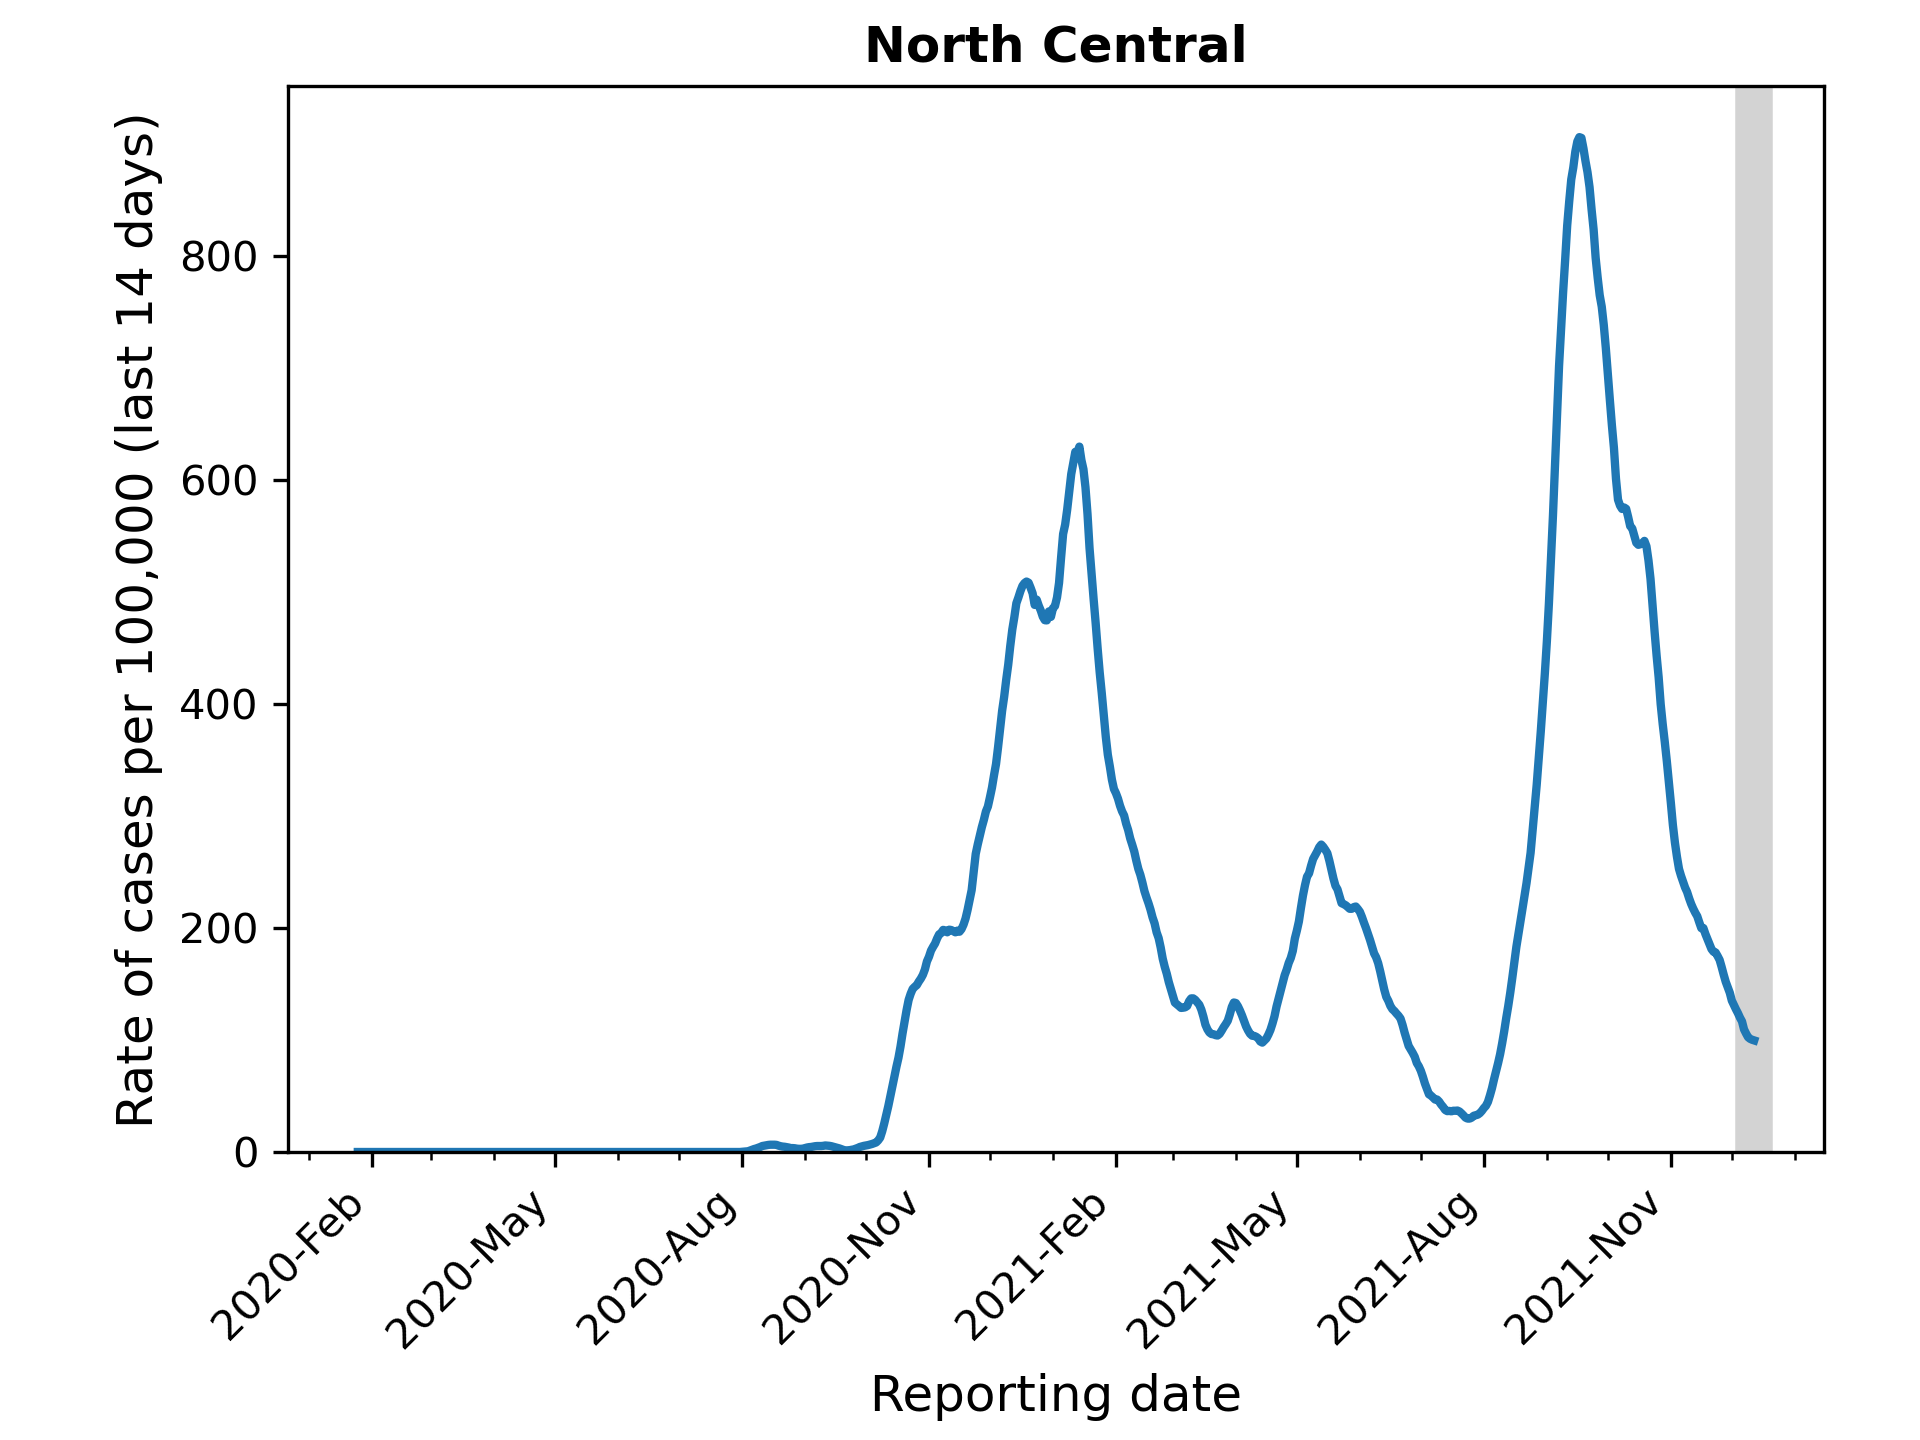 North Central
Rate of cases per 100,000 (last 14 days)
800
600
400
200
0
2020-Feb
2020-May
2020-Aug
2020-Nov
2021-Feb
2021-May
2021-Aug
2021-Nov
Reporting date